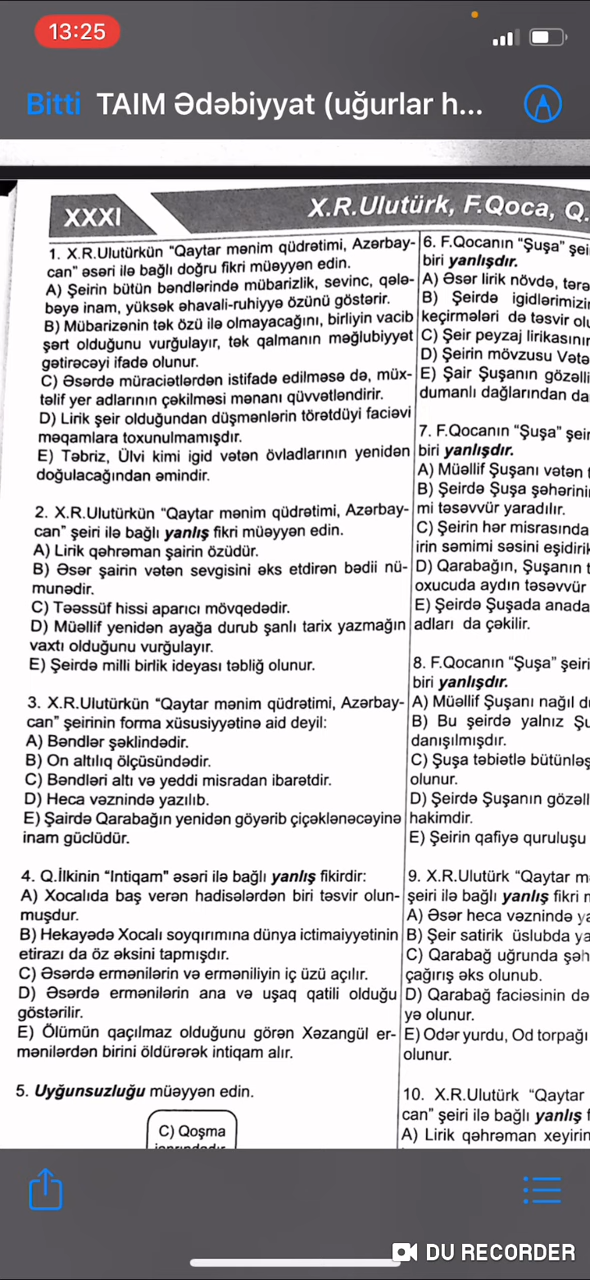 13:25
Bitti TAIM Ədəbiyyat (uğurlar h...
XXXI
X.R.Ulutürk, F.Qoca, Q.
1. X.R.Ulutürkün “Qaytar mənim qüdrətimi, Azərbay-
can” əsəri ilə bağlı doğru fikri müəyyən edin.
A) Şeirin bütün bəndlərində mübarizlik, sevinc, qələ-
bəyə inam, yüksək əhavali-ruhiyyə özünü göstərir.
B) Mübarizənin tək özü ilə olmayacağını, birliyin vacib
şərt olduğunu vurğulayır, tək qalmanın məğlubiyyət
gətirəcəyi ifadə olunur.
C) Əsərdə müraciətlərdən istifadə edilməsə də, müx-
təlif yer adlarının çəkilməsi mənanı qüvvətləndirir.
D) Lirik şeir olduğundan düşmənlərin törətdüyi faciəvi
məqamlara toxunulmamışdır.
E) Təbriz, Ülvi kimi igid vətən övladlarının yenidən
doğulacağından əmindir.
2. X.R.Ulutürkün “Qaytar mənim qüdrətimi, Azərbay-
can” şeiri ilə bağlı yanlış fikri müəyyən edin.
A) Lirik qəhrəman şairin özüdür.
B) Əsər şairin vətən sevgisini əks etdirən bədii nü-
munədir.
C) Təəssüf hissi aparıcı mövqedədir.
D) Müəllif yenidən ayağa durub şanlı tarix yazmağın
vaxtı olduğunu vurğulayır.
E) Şeirdə milli birlik ideyası təbliğ olunur.
3. X.R.Ulutürkün “Qaytar mənim qüdrətimi, Azərbay-
can” şeirinin forma xüsusiyyətinə aid deyil:
A) Bəndlər şəklindədir.
B) On altılıq ölçüsündədir.
C) Bəndləri altı və yeddi misradan ibarətdir.
D) Heca vəznində yazılıb.
E) Şairdə Qarabağın yenidən göyərib çiçəklənəcəyinə
inam güclüdür.
4. Q.İlkinin “Intiqam” əsəri ilə bağlı yanlış fikirdir:
A) Xocalıda baş verən hadisələrdən biri təsvir olun-
muşdur.
B) Hekayədə Xocalı soyqırımına dünya ictimaiyyətinin
etirazı da öz əksini tapmışdır.
C) Əsərdə ermənilərin və erməniliyin iç üzü açılır.
D) Əsərdə ermənilərin ana və uşaq qatili olduğu
göstərilir.
E) Ölümün qaçılmaz olduğunu görən Xəzangül er-
mənilərdən birini öldürərək intiqam alır.
5. Uyğunsuzluğu müəyyən edin.
C) Qoşma
6. F.Qocanın “Şuşa” şei
biri yanlışdır.
A) Əsər lirik növdə, tərə
B) Şeirdə igidlərimizi
keçirmələri də təsvir olu
C) Şeir peyzaj lirikasının
D) Şeirin mövzusu Vətə
E) Şair Şuşanın gözəlli
dumanlı dağlarından da
7. F.Qocanın “Şuşa” şeir
biri yanlışdır.
A) Müəllif Şuşanı vətən t
B) Şeirdə Şuşa şəhərini
mi təsəvvür yaradılır.
C) Şeirin hər misrasında
irin səmimi səsini eşidirik
D) Qarabağın, Şuşanın t
oxucuda aydın təsəvvür
E) Şeirdə Şuşada anada
adları da çəkilir.
8. F.Qocanın “Şuşa” şeiri
biri yanlışdır.
A) Müəllif Şuşanı nağıl d
B) Bu şeirdə yalnız Şu
danışılmışdır.
C) Şuşa təbiətlə bütünləş
olunur.
D) Şeirdə Şuşanın gözəll
hakimdir.
E) Şeirin qafiyə quruluşu
9. X.R.Ulutürk “Qaytar m
şeiri ilə bağlı yanlış fikri
A) Əsər heca vəznində ya
B) Şeir satirik üslubda ya
C) Qarabağ uğrunda şəh
çağırış əks olunub.
D) Qarabağ faciəsinin də
yə olunur.
E) Odər yurdu, Od torpağı
olunur.
10. X.R.Ulutürk “Qaytar
can” şeiri ilə bağlı yanlış f
A) Lirik qəhrəman xeyirin
DU RECORDER